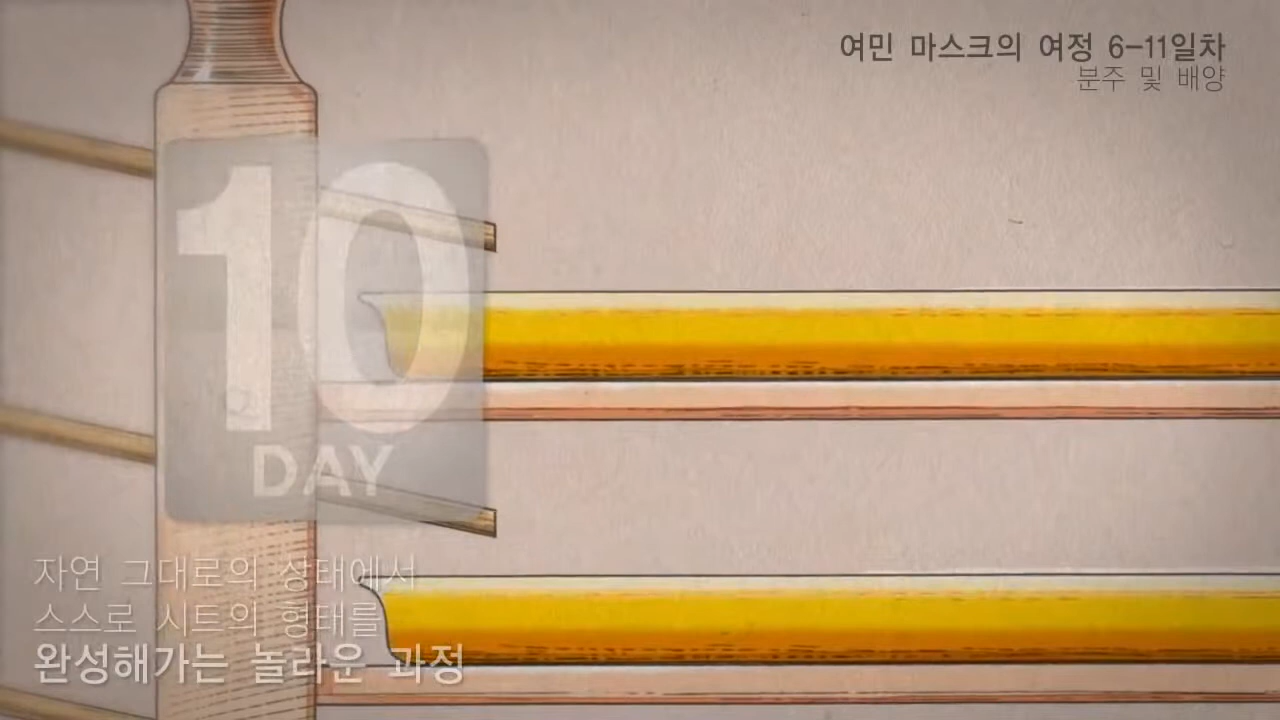 여민 마스크의 여정 6-11일차
분주 및 배양
10
DAY
자연 그대로의 상태에서
스스로 시트의 형태를
완성해가는 놀라운 과정